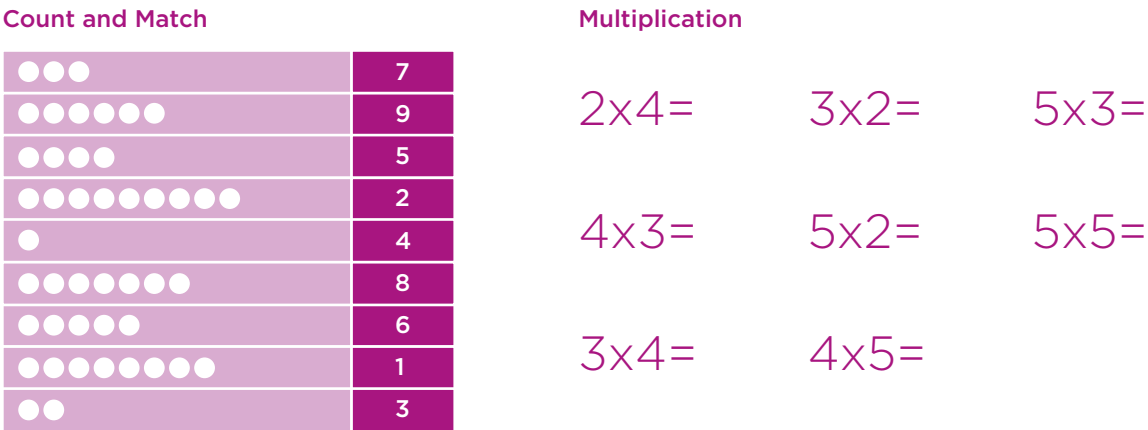 Count and Match
7
9
5
2
4
8
6
1
3
Multiplication
2x4= 3x2= 5x3=
4x3= 5x2= 5x5=
3x4= 4x5=